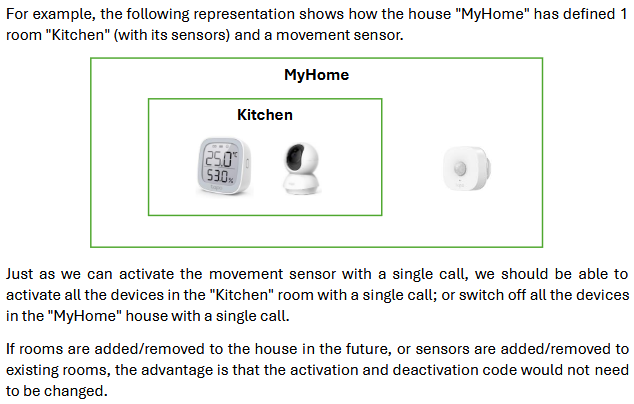 For example, the following representation shows how the house "MyHome" has defined 1
room "Kitchen" (with its sensors) and a movement sensor.
MyHome
Kitchen
25.0°C
53.0%
Just as we can activate the movement sensor with a single call, we should be able to
activate all the devices in the "Kitchen" room with a single call; or switch off all the devices
in the "MyHome" house with a single call.
If rooms are added/removed to the house in the future, or sensors are added/removed to
existing rooms, the advantage is that the activation and deactivation code would not need
to be changed.